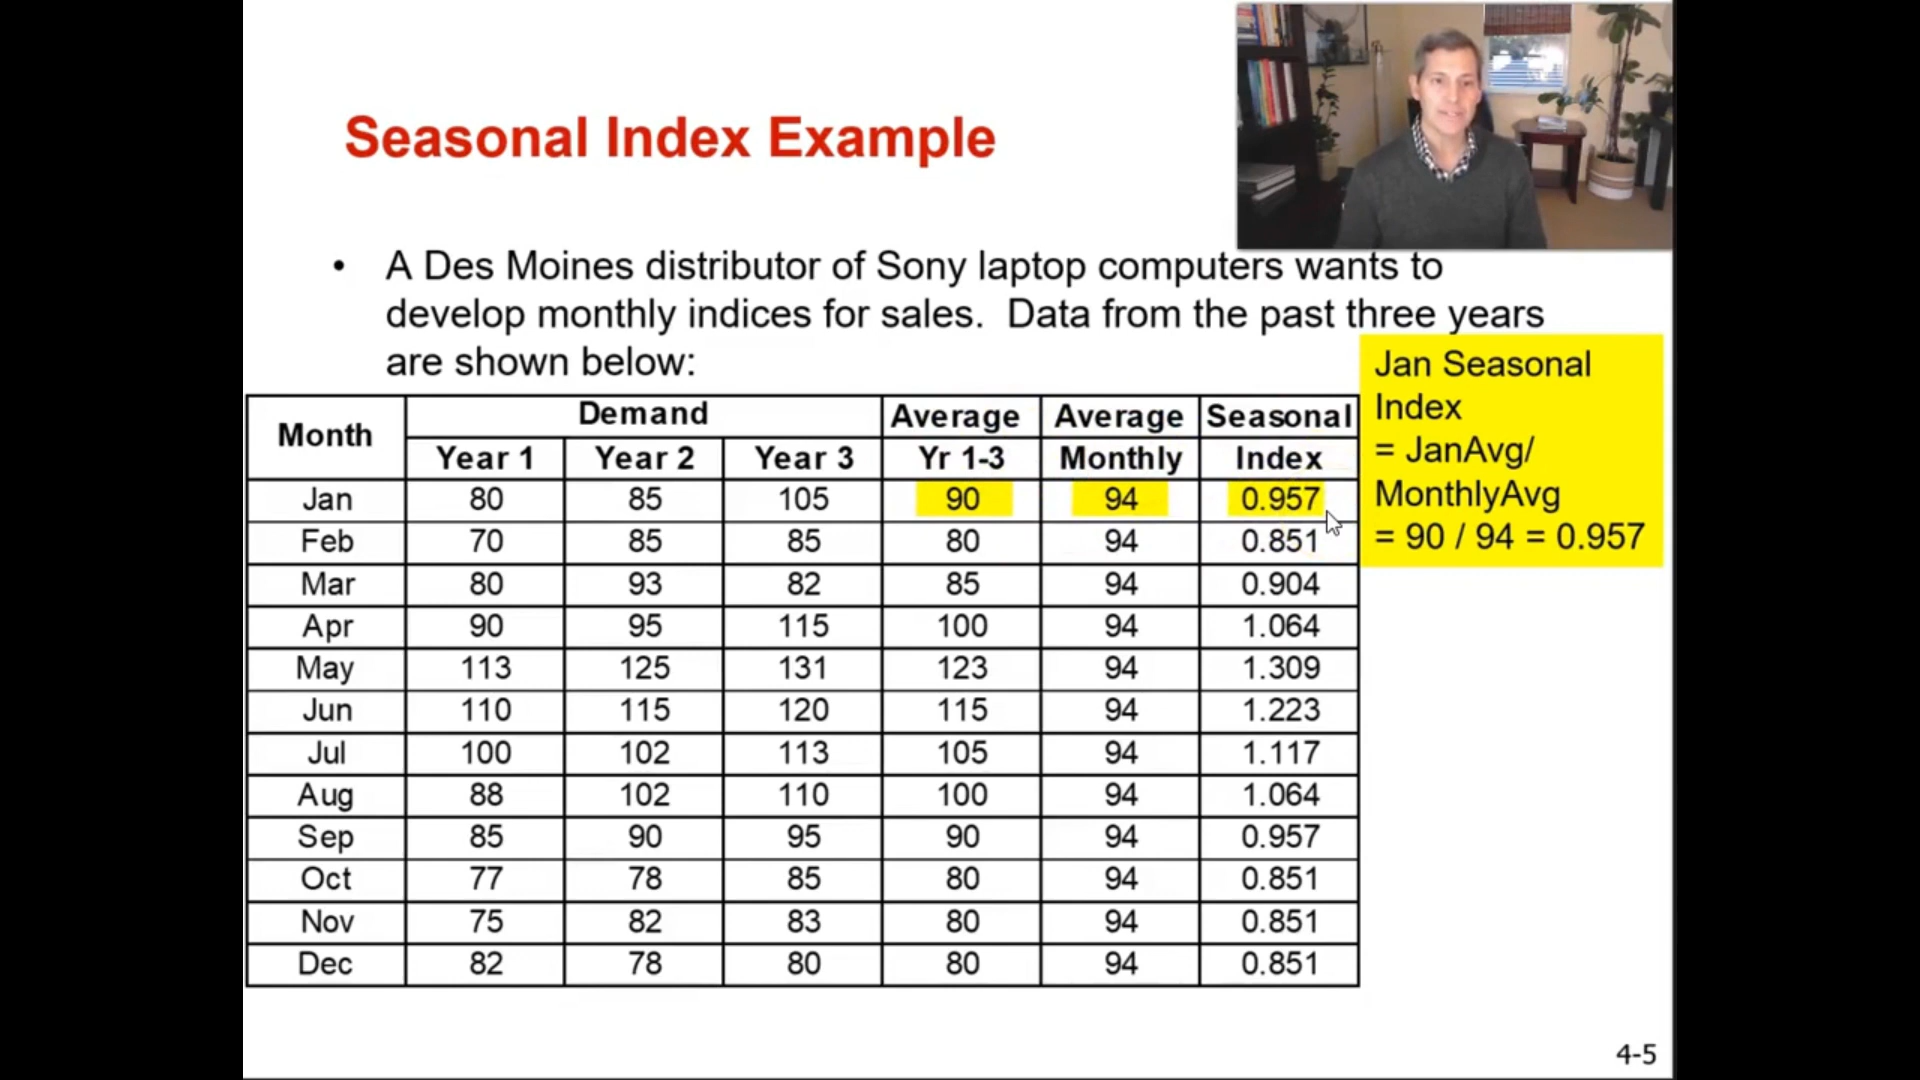 Seasonal Index Example
• A Des Moines distributor of Sony laptop computers wants to
develop monthly indices for sales. Data from the past three years
are shown below:
Jan Seasonal
Index
= JanAvg/
MonthlyAvg
= 90 / 94 = 0.957
Month Demand Average Average Seasonal
Year 1 Year 2 Year 3 Yr 1-3 Monthly Index
Jan 80 85 105 90 94 0.957
Feb 70 85 85 80 94 0.851
Mar 80 93 82 85 94 0.904
Apr 90 95 115 100 94 1.064
May 113 125 131 123 94 1.309
Jun 110 115 120 115 94 1.223
Jul 100 102 113 105 94 1.117
Aug 88 102 110 100 94 1.064
Sep 85 90 95 90 94 0.957
Oct 77 78 85 80 94 0.851
Nov 75 82 83 80 94 0.851
Dec 82 78 80 80 94 0.851
4-5